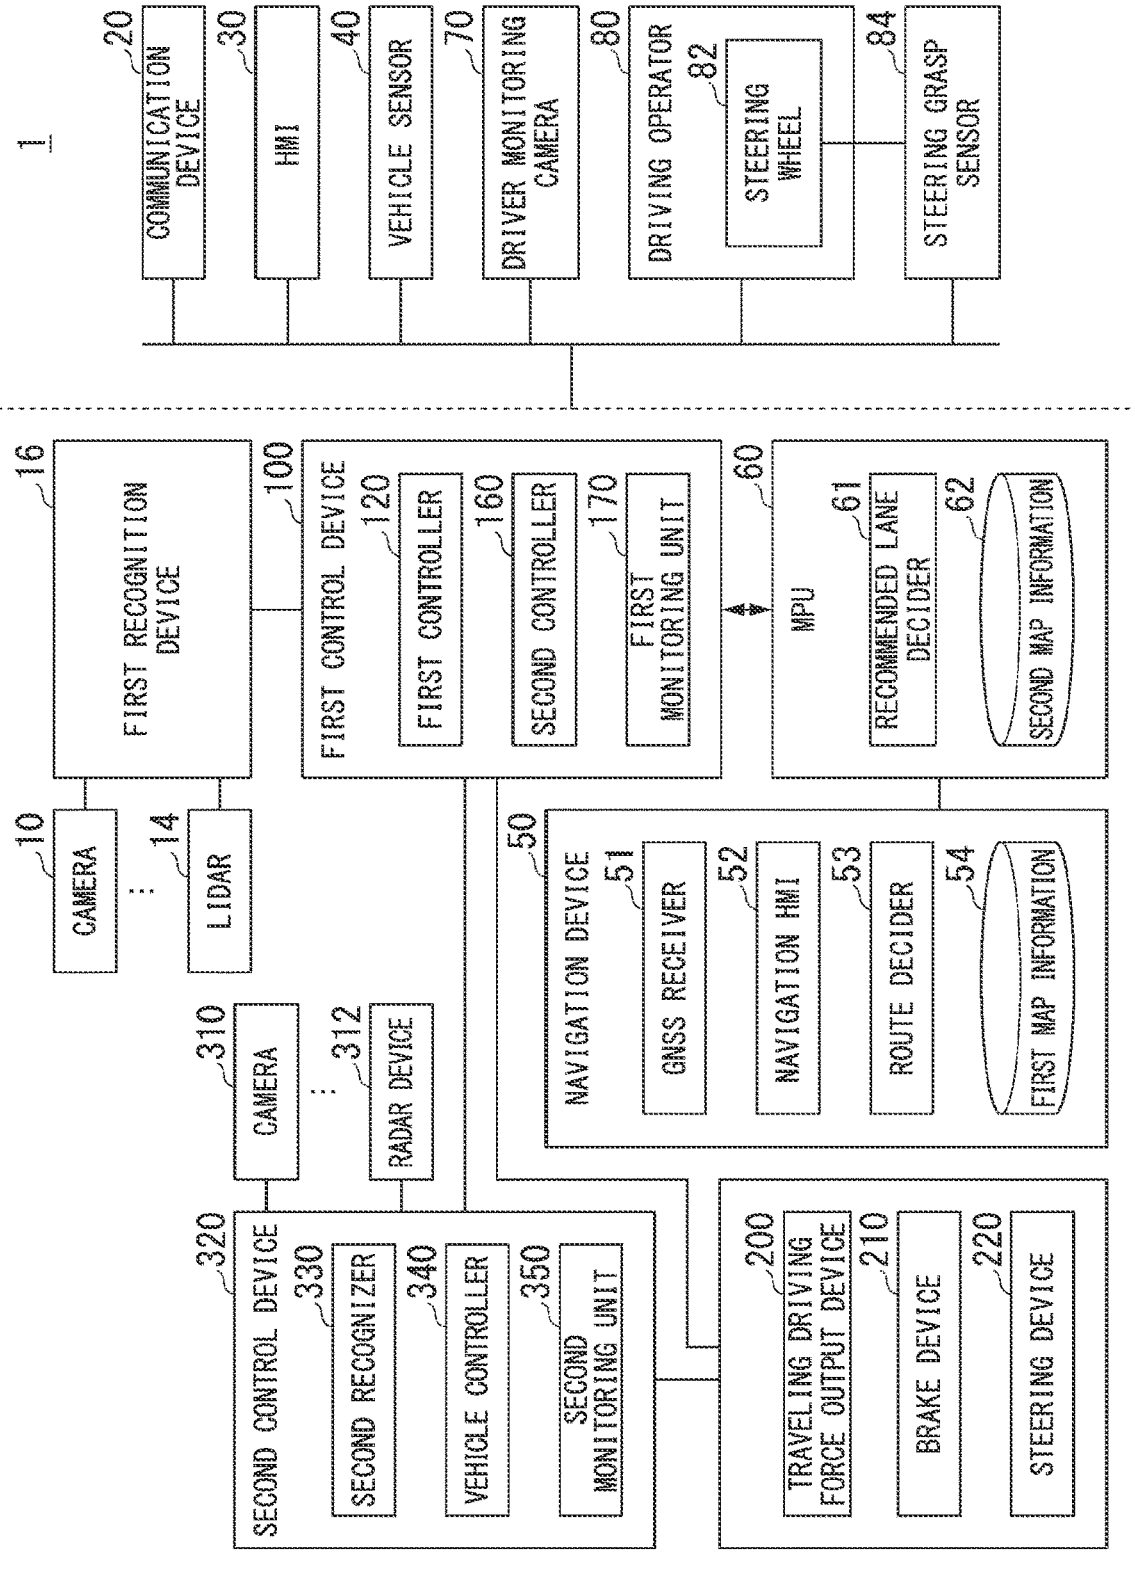 1
20
COMMUNICATION
DEVICE
30
HMI
40
VEHICLE SENSOR
70
DRIVER MONITORING
CAMERA
80
DRIVING OPERATOR
82
STEERING
WHEEL
84
STEERING GRASP
SENSOR
16
FIRST RECOGNITION
DEVICE
100
FIRST CONTROL DEVICE
120
FIRST CONTROLLER
160
SECOND CONTROLLER
170
FIRST
MONITORING UNIT
60
MPU
61
RECOMMENDED LANE
DECIDER
62
SECOND MAP INFORMATION
10
CAMERA
...
14
LIDAR
50
NAVIGATION DEVICE
51
GNSS RECEIVER
52
NAVIGATION HMI
53
ROUTE DECIDER
54
FIRST MAP INFORMATION
310
CAMERA
...
312
RADAR DEVICE
320
SECOND CONTROL DEVICE
330
SECOND RECOGNIZER
340
VEHICLE CONTROLLER
350
SECOND
MONITORING UNIT
200
TRAVELING DRIVING
FORCE OUTPUT DEVICE
210
BRAKE DEVICE
220
STEERING DEVICE